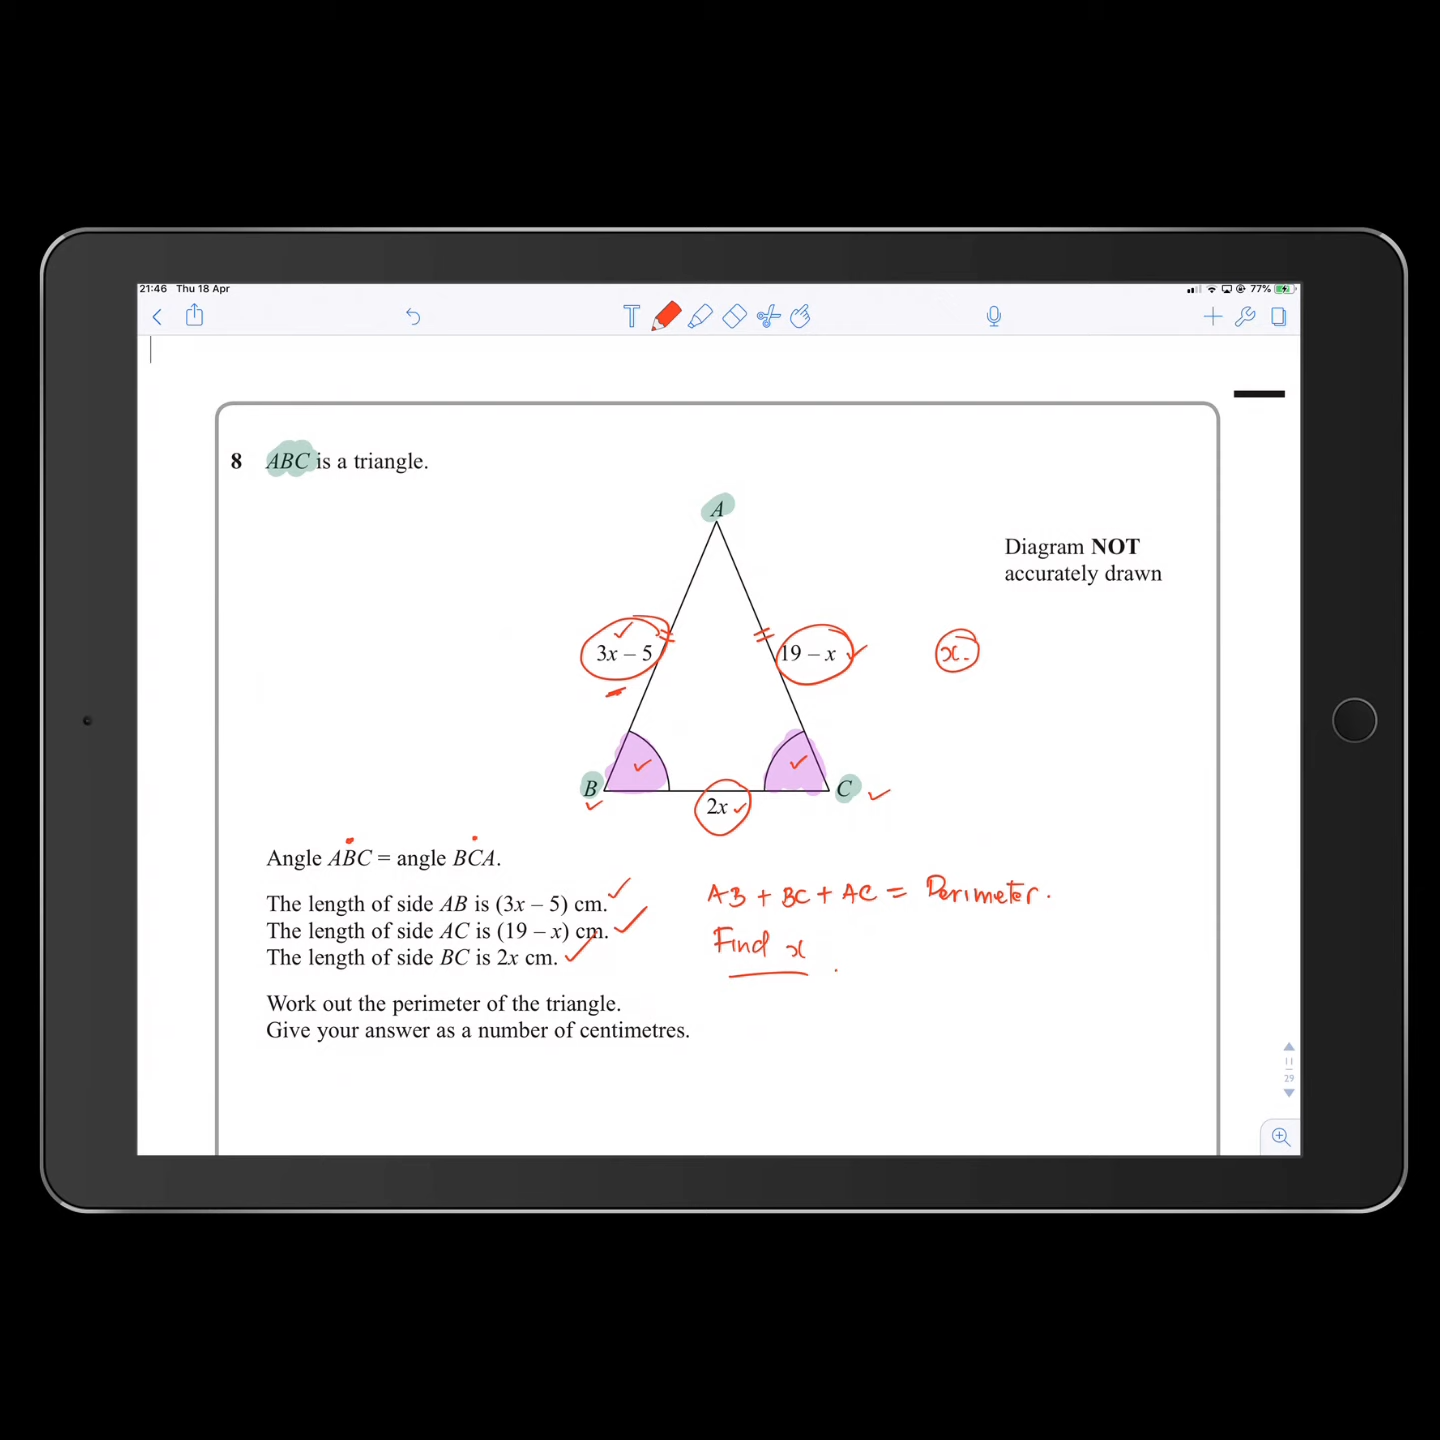 21:46 Thu 18 Apr
77%
T
8 ABC is a triangle.
A
Diagram NOT
accurately drawn
3x – 5
19 – x
x
B
C
2x
Angle ABC = angle BCA.
The length of side AB is (3x – 5) cm.
The length of side AC is (19 – x) cm.
The length of side BC is 2x cm.
AB + BC + AC = Perimeter.
Find x
Work out the perimeter of the triangle.
Give your answer as a number of centimetres.
11
29